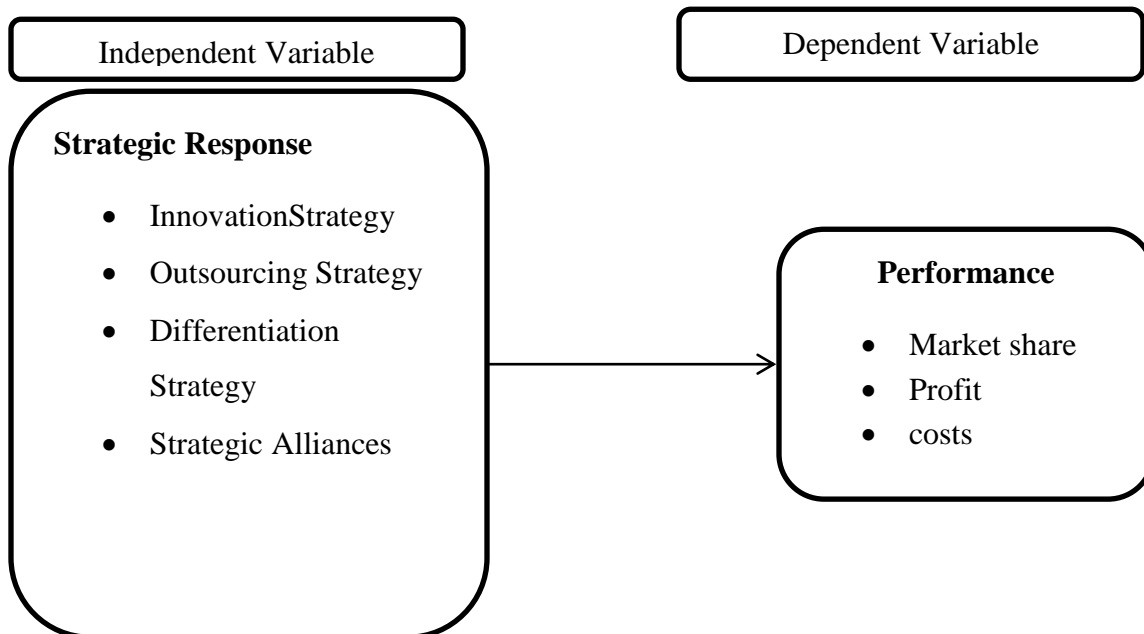 Independent Variable
Dependent Variable
Strategic Response
• InnovationStrategy
• Outsourcing Strategy
• Differentiation
Strategy
• Strategic Alliances
Performance
• Market share
• Profit
• costs